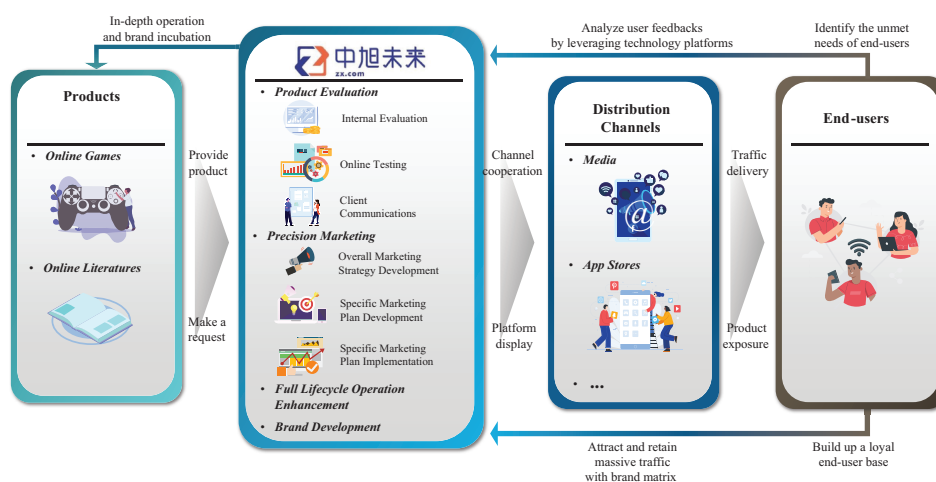 In-depth operation
and brand incubation
Analyze user feedbacks
by leveraging technology platforms
Identify the unmet
needs of end-users
Products
• Online Games
• Online Literatures
Provide
product
Make a
request
中旭未来
zx.com
• Product Evaluation
Internal Evaluation
Online Testing
Client
Communications
• Precision Marketing
Overall Marketing
Strategy Development
Specific Marketing
Plan Development
Specific Marketing
Plan Implementation
• Full Lifecycle Operation
Enhancement
• Brand Development
Channel
cooperation
Platform
display
Distribution
Channels
• Media
@
• App Stores
• ...
Traffic
delivery
Product
exposure
End-users
Attract and retain
massive traffic
with brand matrix
Build up a loyal
end-user base